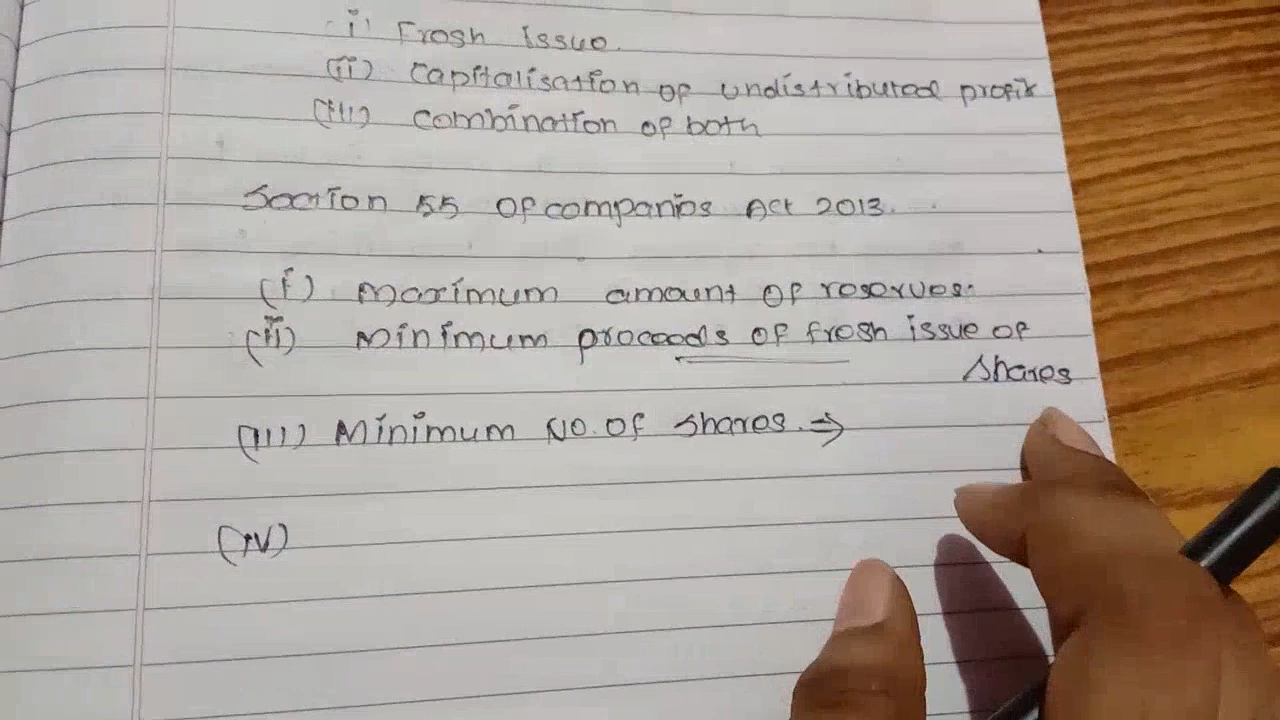 i) Fresh Issue.
(ii) Capitalisation of undistributed profit
(iii) Combination of both
Section 55 of companies Act 2013.
(i) Maximum amount of reserves.
(ii) Minimum proceeds of fresh issue of
shares
(iii) Minimum No. of shares. ⇒
(iv)